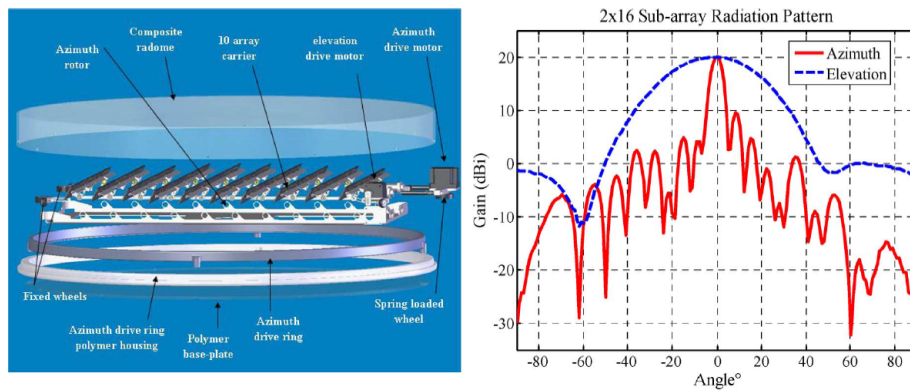 Composite
radome
Azimuth
rotor
10 array
carrier
elevation
drive motor
Azimuth
drive motor
Fixed wheels
Azimuth drive ring
polymer housing
Polymer
base-plate
Azimuth
drive ring
Spring loaded
wheel
2x16 Sub-array Radiation Pattern
Azimuth
Elevation
Gain (dBi)
20
10
0
-10
-20
-30
-80 -60 -40 -20 0 20 40 60 80
Angle°